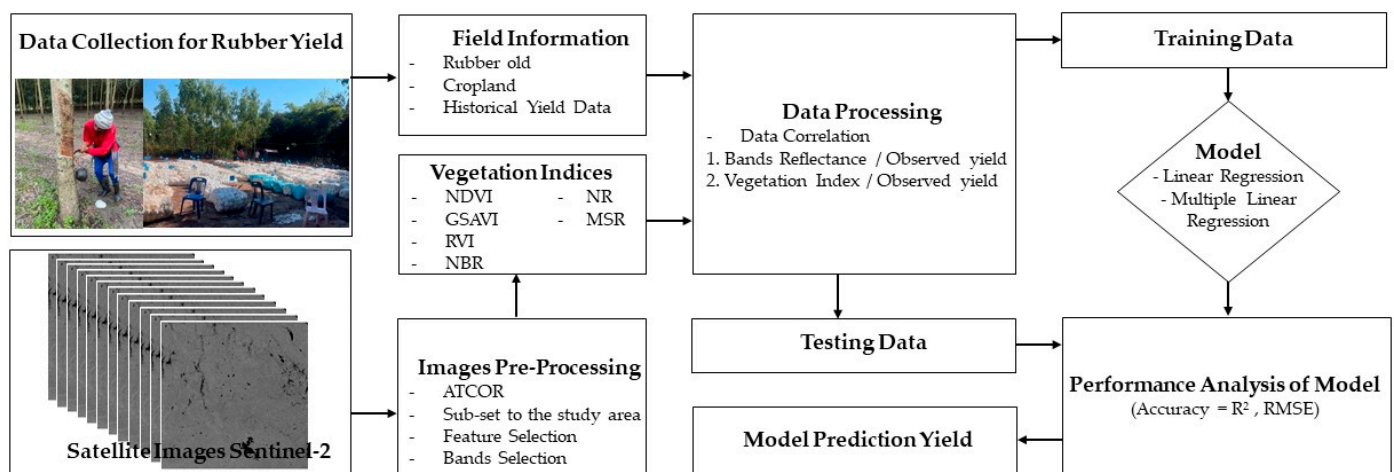 Data Collection for Rubber Yield
Field Information
- Rubber old
- Cropland
- Historical Yield Data
Vegetation Indices
- NDVI - NR
- GSAVI - MSR
- RVI
- NBR
Satellite Images Sentinel-2
Images Pre-Processing
- ATCOR
- Sub-set to the study area
- Feature Selection
- Bands Selection
Data Processing
- Data Correlation
1. Bands Reflectance / Observed yield
2. Vegetation Index / Observed yield
Training Data
Model
- Linear Regression
- Multiple Linear
Regression
Testing Data
Performance Analysis of Model
(Accuracy = R², RMSE)
Model Prediction Yield